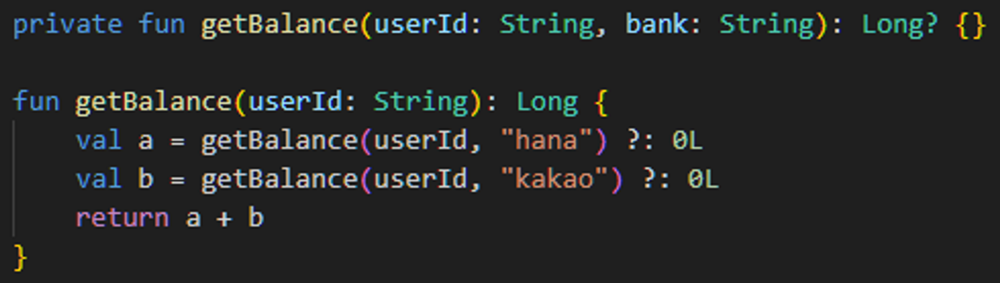 private fun getBalance(userId: String, bank: String): Long? {}
fun getBalance(userId: String): Long {
    val a = getBalance(userId, "hana") ?: 0L
    val b = getBalance(userId, "kakao") ?: 0L
    return a + b
}